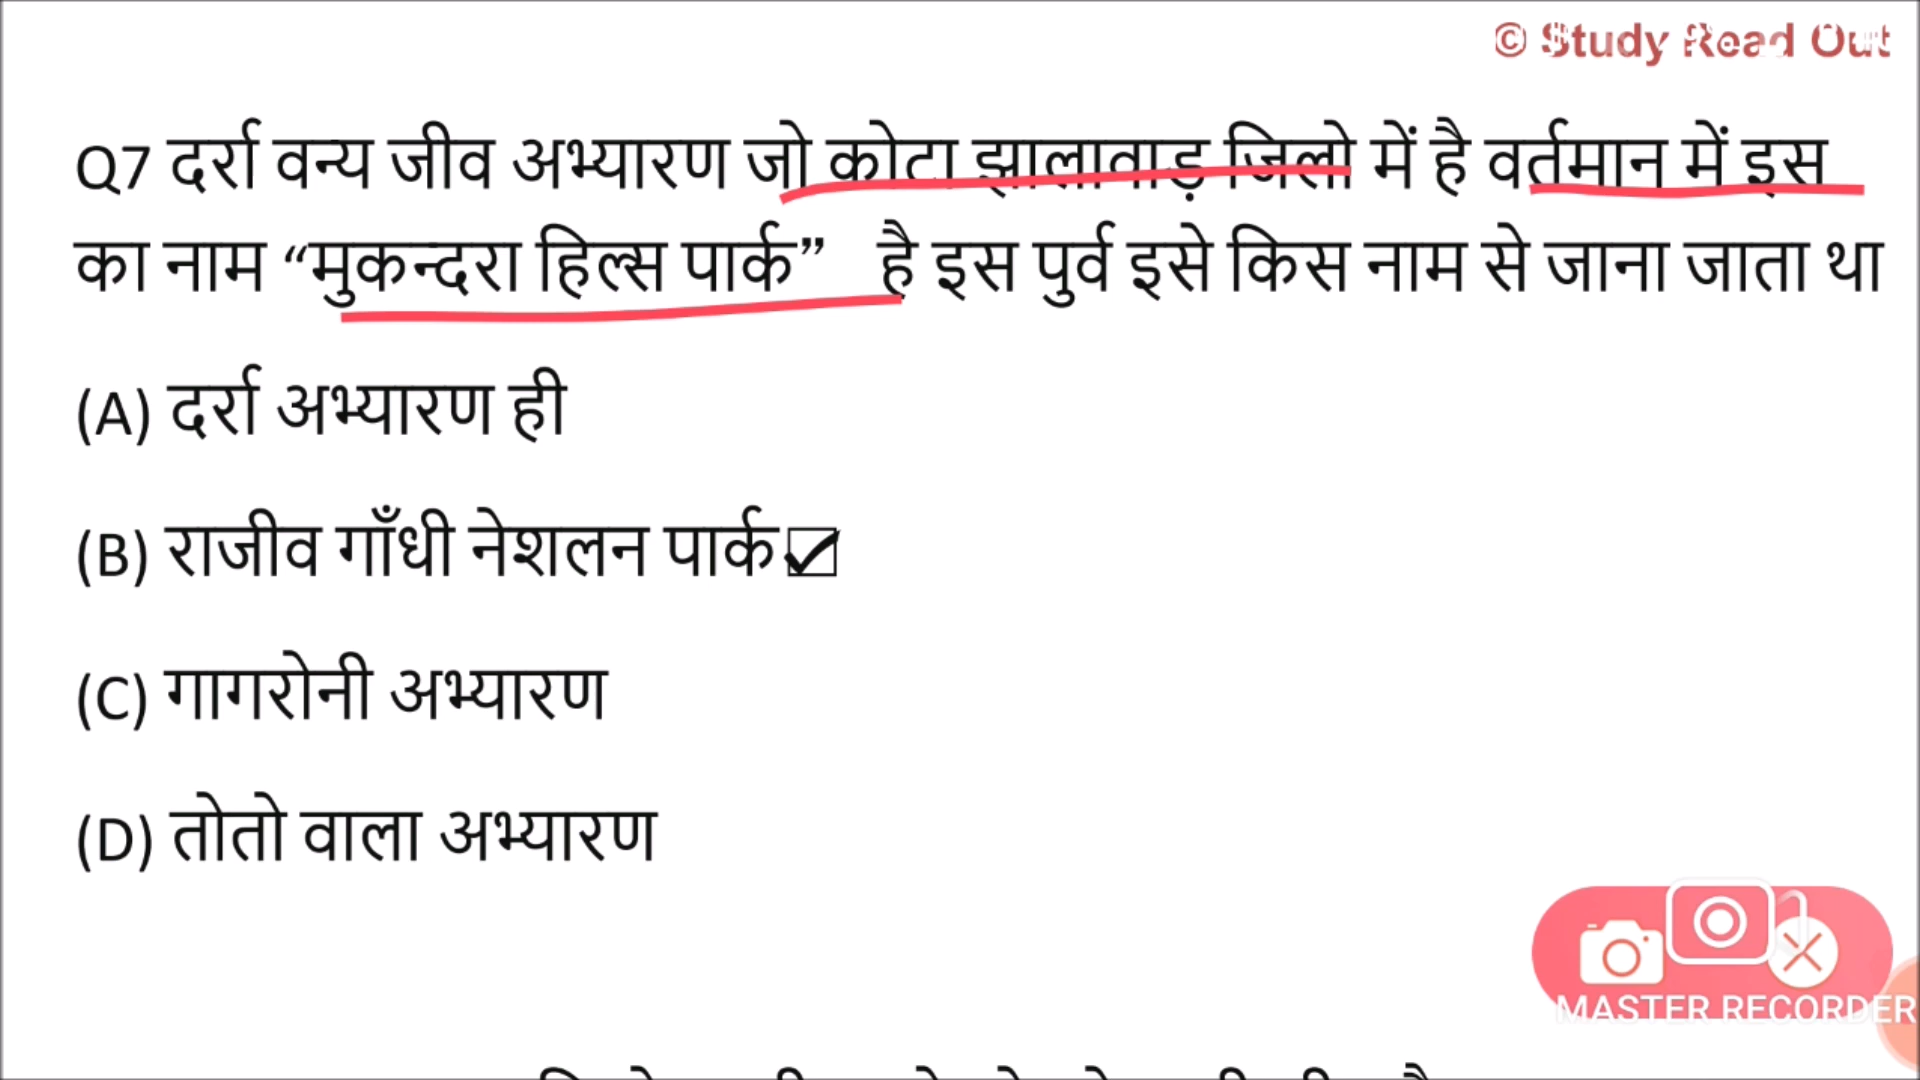 © Study Read Out
Q7 दर्रा वन्य जीव अभ्यारण जो कोटा झालावाड़ जिलो में है वर्तमान में इस
का नाम “मुकन्दरा हिल्स पार्क” है इस पुर्व इसे किस नाम से जाना जाता था
(A) दर्रा अभ्यारण ही
(B) राजीव गाँधी नेशलन पार्क☑
(C) गागरोनी अभ्यारण
(D) तोतो वाला अभ्यारण
MASTER RECORDER